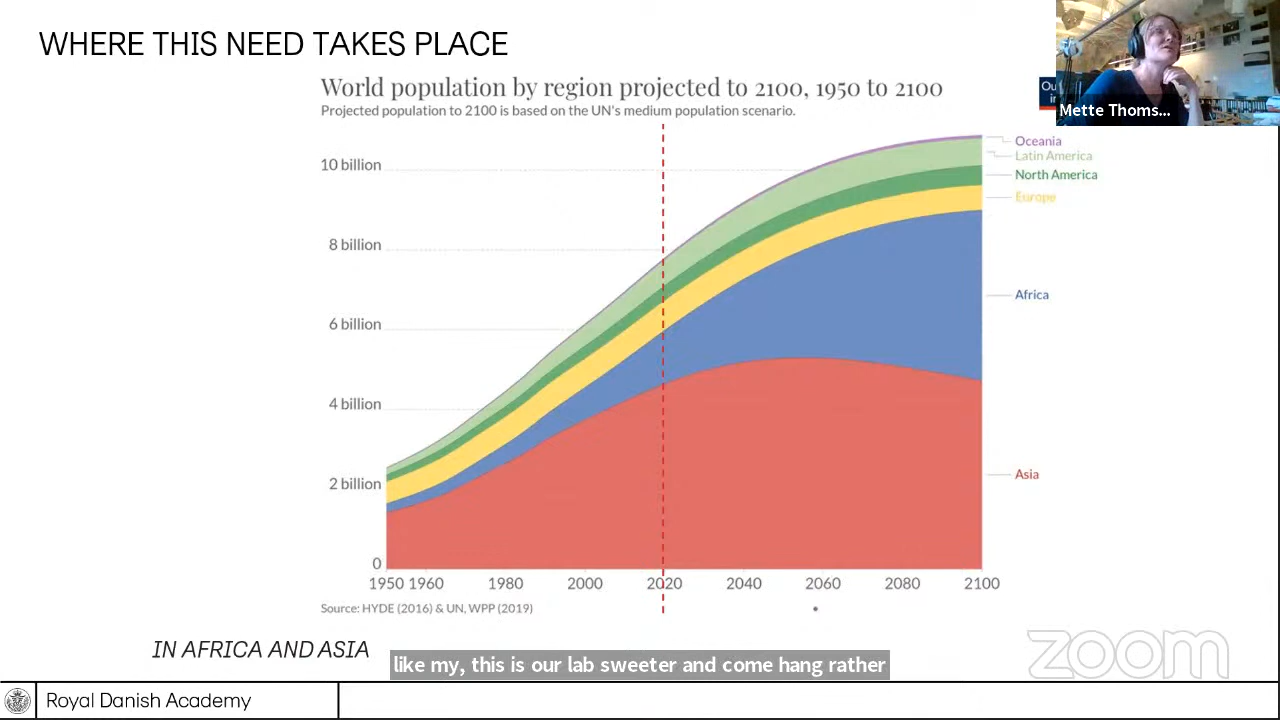 WHERE THIS NEED TAKES PLACE
World population by region projected to 2100, 1950 to 2100
Projected population to 2100 is based on the UN's medium population scenario.
Ou
in
Mette Thoms...
10 billion
8 billion
6 billion
4 billion
2 billion
0
Oceania
Latin America
North America
Europe
Africa
Asia
1950 1960 1980 2000 2020 2040 2060 2080 2100
Source: HYDE (2016) & UN, WPP (2019)
IN AFRICA AND ASIA
like my, this is our lab sweeter and come hang rather
zoom
Royal Danish Academy